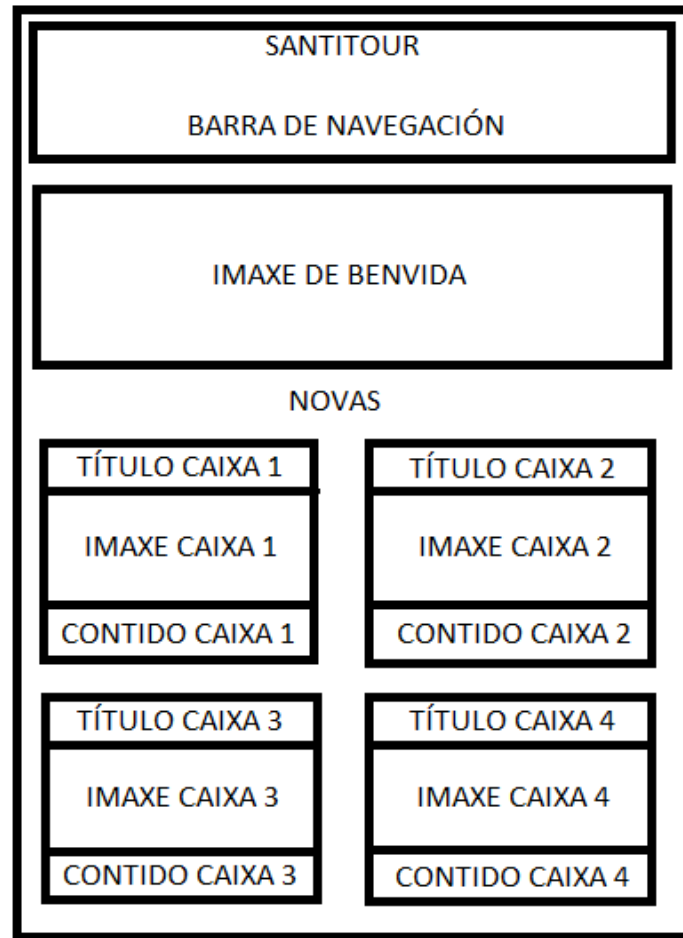 SANTITOUR
BARRA DE NAVEGACIÓN
IMAXE DE BENVIDA
NOVAS
TÍTULO CAIXA 1
IMAXE CAIXA 1
CONTIDO CAIXA 1
TÍTULO CAIXA 2
IMAXE CAIXA 2
CONTIDO CAIXA 2
TÍTULO CAIXA 3
IMAXE CAIXA 3
CONTIDO CAIXA 3
TÍTULO CAIXA 4
IMAXE CAIXA 4
CONTIDO CAIXA 4